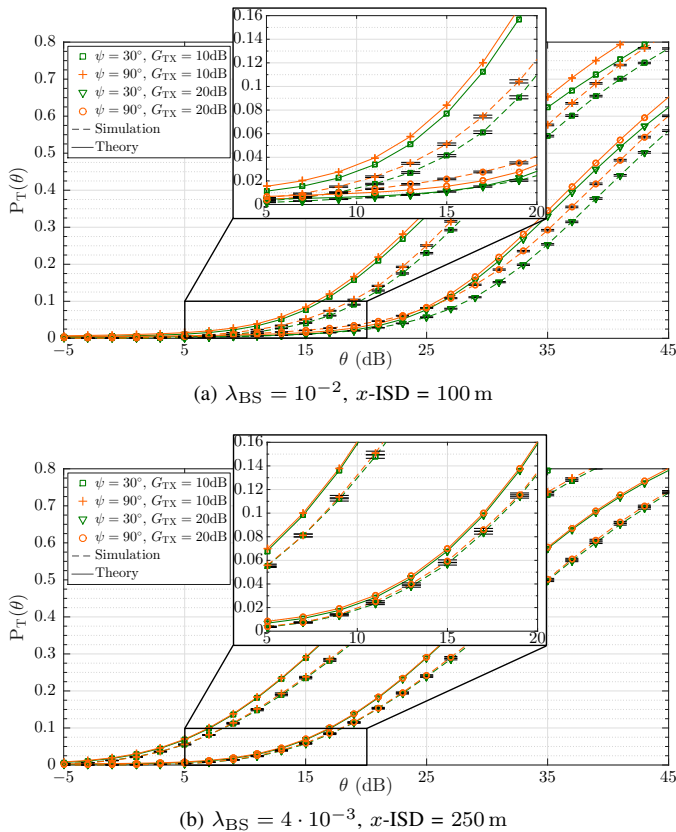 0.8
0.7
0.6
0.5
0.4
0.3
0.2
0.1
0
P_T(θ)
ψ = 30°, G_TX = 10dB
ψ = 90°, G_TX = 10dB
ψ = 30°, G_TX = 20dB
ψ = 90°, G_TX = 20dB
Simulation
Theory
0.16
0.14
0.12
0.1
0.08
0.06
0.04
0.02
0
5 10 15 20
−5 5 15 25 35 45
θ (dB)
(a) λ_BS = 10⁻², x-ISD = 100 m
0.8
0.7
0.6
0.5
0.4
0.3
0.2
0.1
0
P_T(θ)
ψ = 30°, G_TX = 10dB
ψ = 90°, G_TX = 10dB
ψ = 30°, G_TX = 20dB
ψ = 90°, G_TX = 20dB
Simulation
Theory
0.16
0.14
0.12
0.1
0.08
0.06
0.04
0.02
0
5 10 15 20
−5 5 15 25 35 45
θ (dB)
(b) λ_BS = 4 · 10⁻³, x-ISD = 250 m